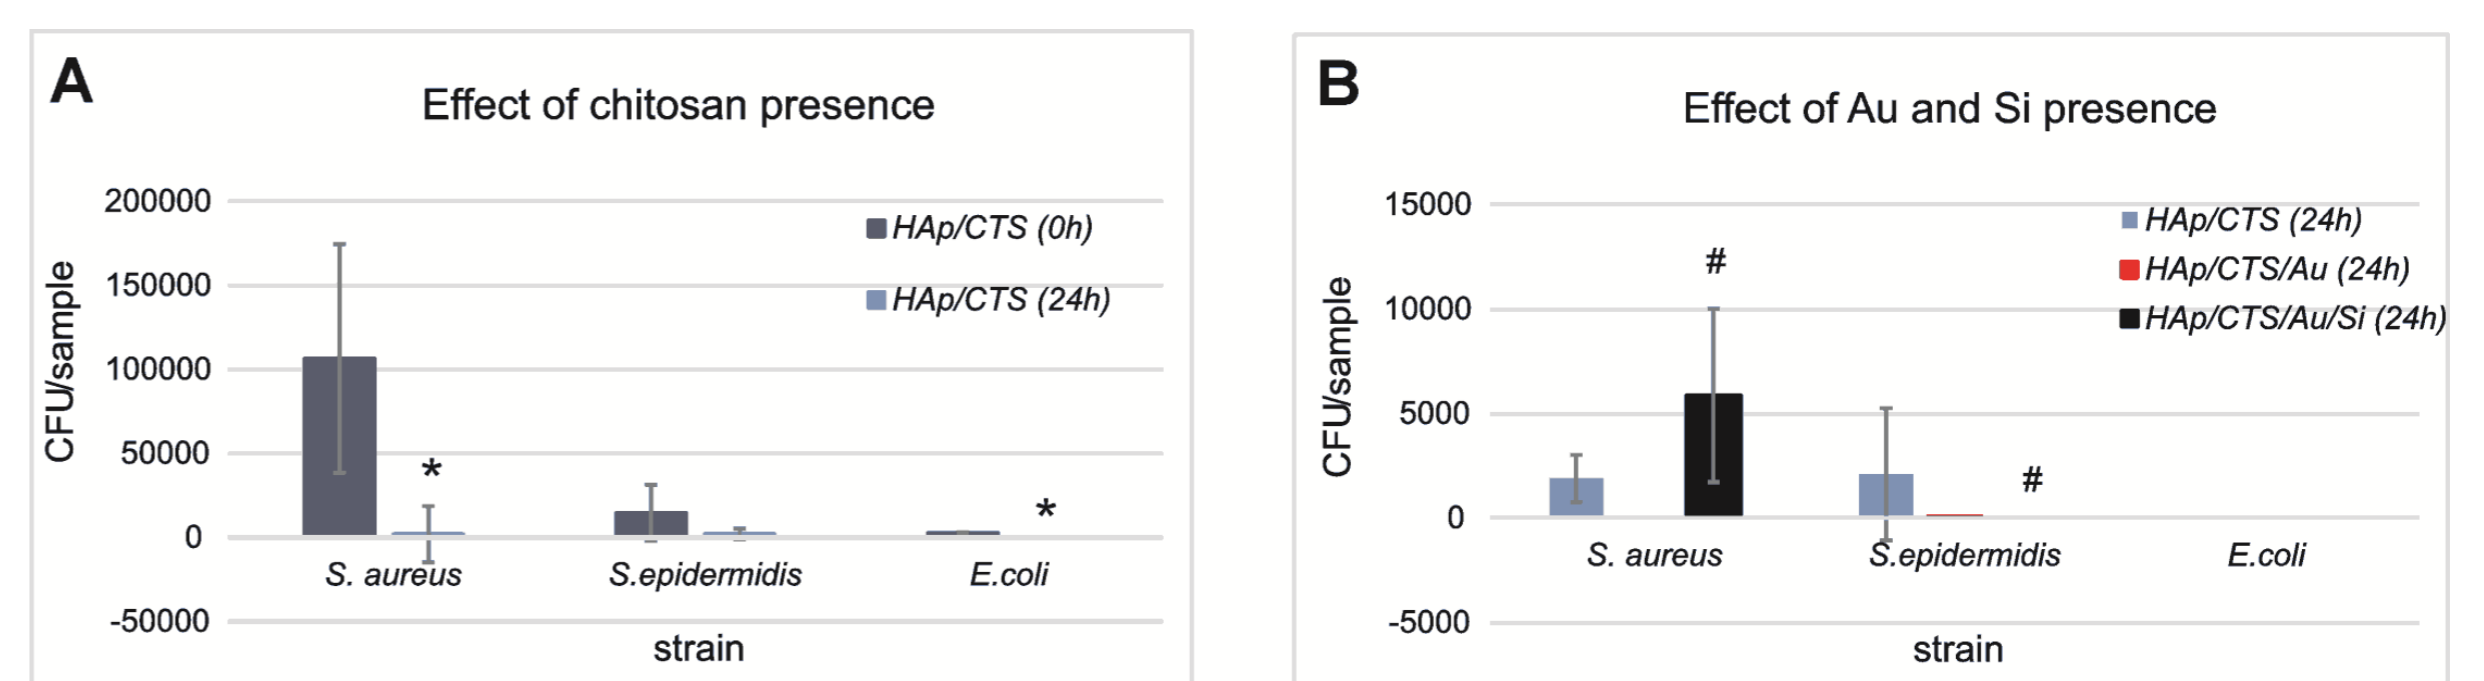 A
Effect of chitosan presence
200000
150000
100000
50000
0
-50000
CFU/sample
HAp/CTS (0h)
HAp/CTS (24h)
*
*
S. aureus
S.epidermidis
E.coli
strain
B
Effect of Au and Si presence
15000
10000
5000
0
-5000
CFU/sample
HAp/CTS (24h)
HAp/CTS/Au (24h)
HAp/CTS/Au/Si (24h)
#
#
S. aureus
S.epidermidis
E.coli
strain